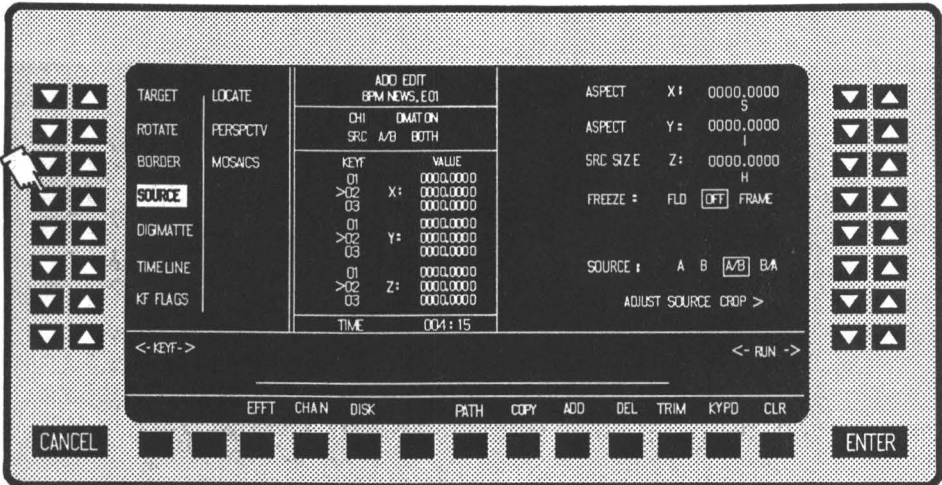 TARGET LOCATE
ROTATE PERSPCTV
BORDER MOSAICS
SOURCE
DIGIMATTE
TIME LINE
KF FLAGS
ADO EDIT
BPM NEWS, E01
CH1 DMAT ON
SRC A/B BOTH
KEYF VALUE
01 0000.0000
>02 X: 0000.0000
03 0000.0000
01 0000.0000
>02 Y: 0000.0000
03 0000.0000
01 0000.0000
>02 Z: 0000.0000
03 0000.0000
TIME 004:15
ASPECT X: 0000.0000
S
ASPECT Y: 0000.0000
I
SRC SIZE Z: 0000.0000
H
FREEZE : FLD OFF FRAME
SOURCE : A B A/B B/A
ADJUST SOURCE CROP >
<-KEYF-> <- RUN ->
EFFT CHAN DISK PATH COPY ADD DEL TRIM KYPD CLR
CANCEL ENTER